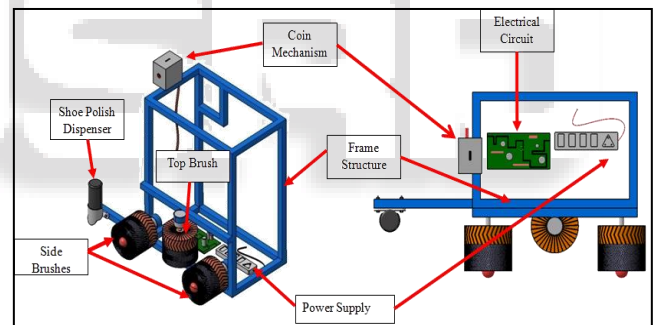 Electrical
Circuit
Coin
Mechanism
Shoe Polish
Dispenser
Top Brush
Frame
Structure
Side
Brushes
Power Supply